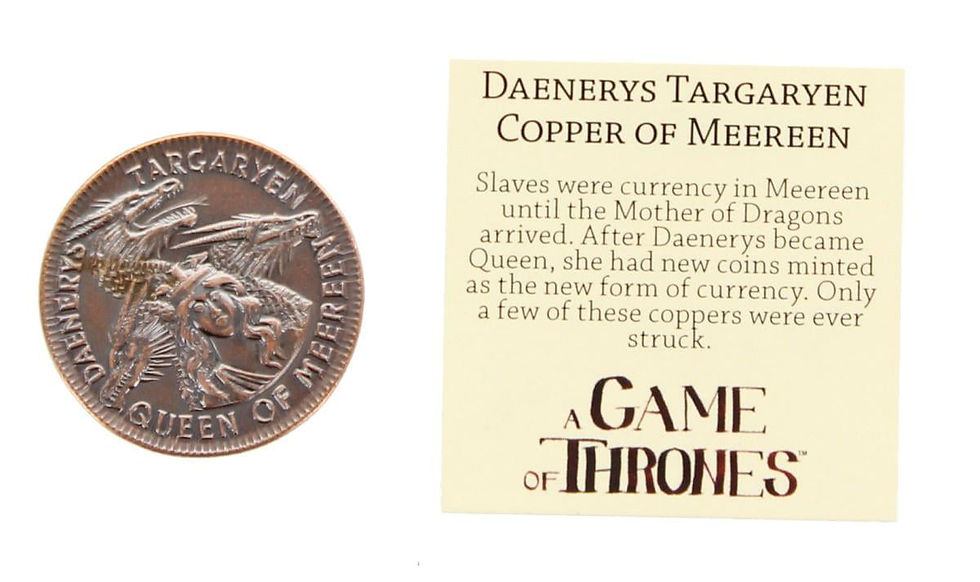 DAENERYS TARGARYEN
QUEEN OF MEEREEN
DAENERYS TARGARYEN
COPPER OF MEEREEN
Slaves were currency in Meereen
until the Mother of Dragons
arrived. After Daenerys became
Queen, she had new coins minted
as the new form of currency. Only
a few of these coppers were ever
struck.
A GAME
OF THRONES™